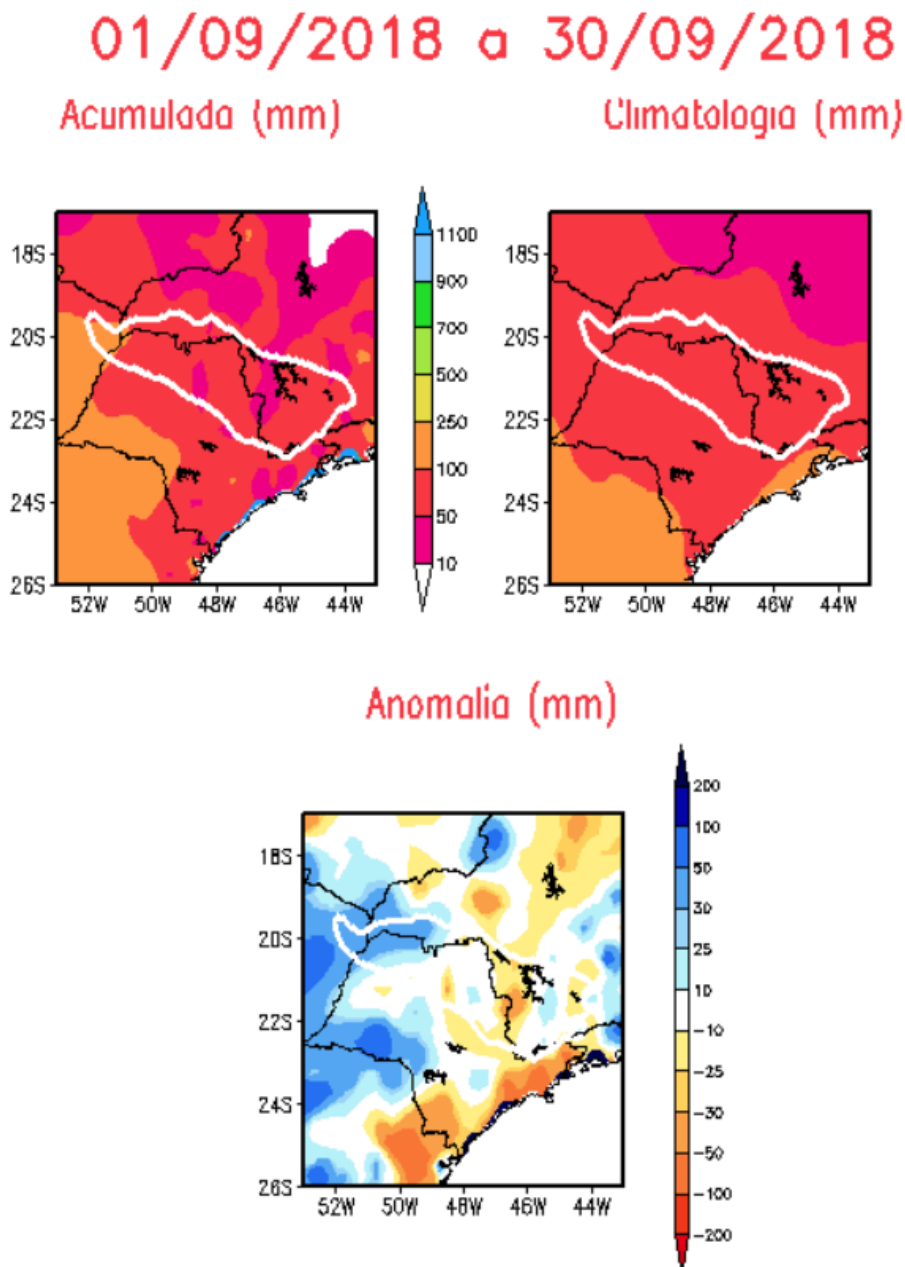 01/09/2018 a 30/09/2018
Acumulada (mm)
Climatologia (mm)
18S
20S
22S
24S
26S
52W 50W 48W 46W 44W
1100
900
700
500
250
100
50
10
18S
20S
22S
24S
26S
52W 50W 48W 46W 44W
Anomalia (mm)
18S
20S
22S
24S
26S
52W 50W 48W 46W 44W
200
100
50
30
25
10
-10
-25
-30
-50
-100
-200